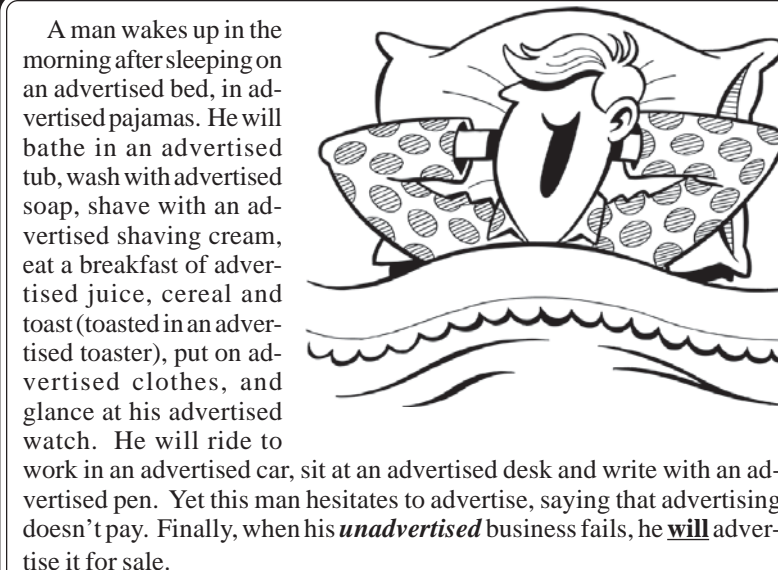 A man wakes up in the
morning after sleeping on
an advertised bed, in ad-
vertised pajamas. He will
bathe in an advertised
tub, wash with advertised
soap, shave with an ad-
vertised shaving cream,
eat a breakfast of adver-
tised juice, cereal and
toast (toasted in an adver-
tised toaster), put on ad-
vertised clothes, and
glance at his advertised
watch. He will ride to
work in an advertised car, sit at an advertised desk and write with an ad-
vertised pen. Yet this man hesitates to advertise, saying that advertising
doesn't pay. Finally, when his unadvertised business fails, he will adver-
tise it for sale.